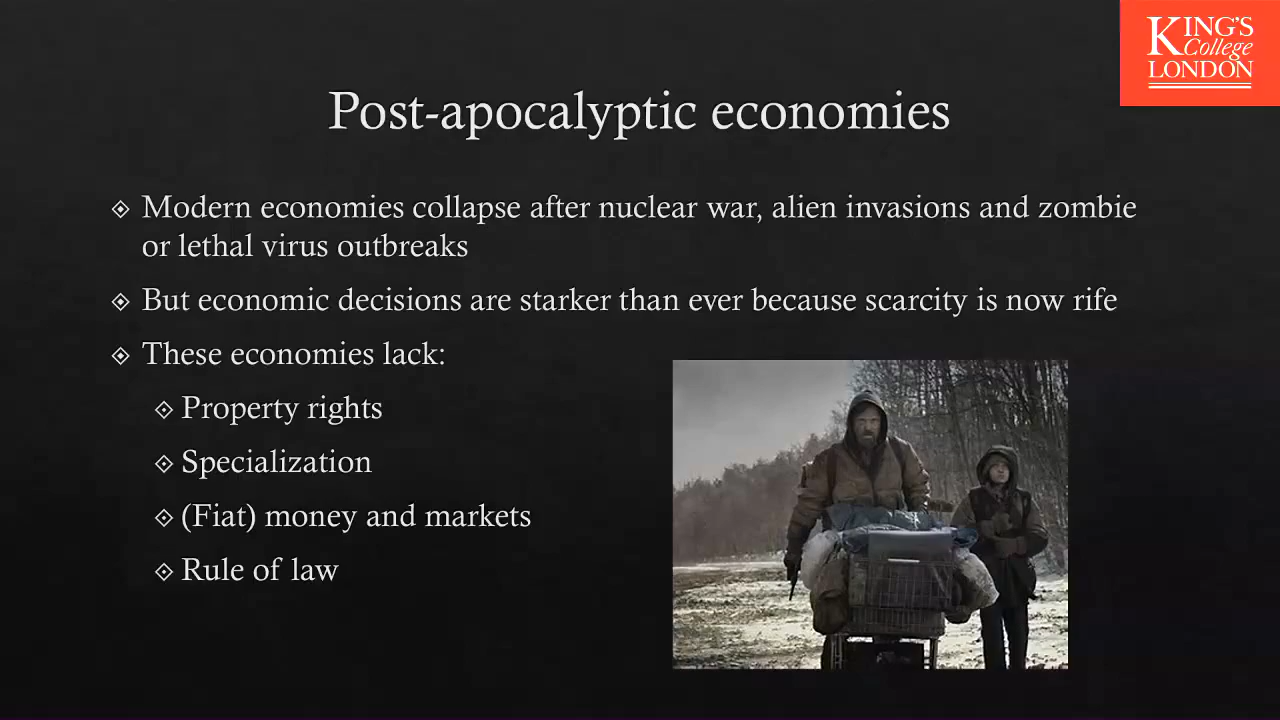 KING'S
College
LONDON
Post-apocalyptic economies
Modern economies collapse after nuclear war, alien invasions and zombie
or lethal virus outbreaks
But economic decisions are starker than ever because scarcity is now rife
These economies lack:
Property rights
Specialization
(Fiat) money and markets
Rule of law